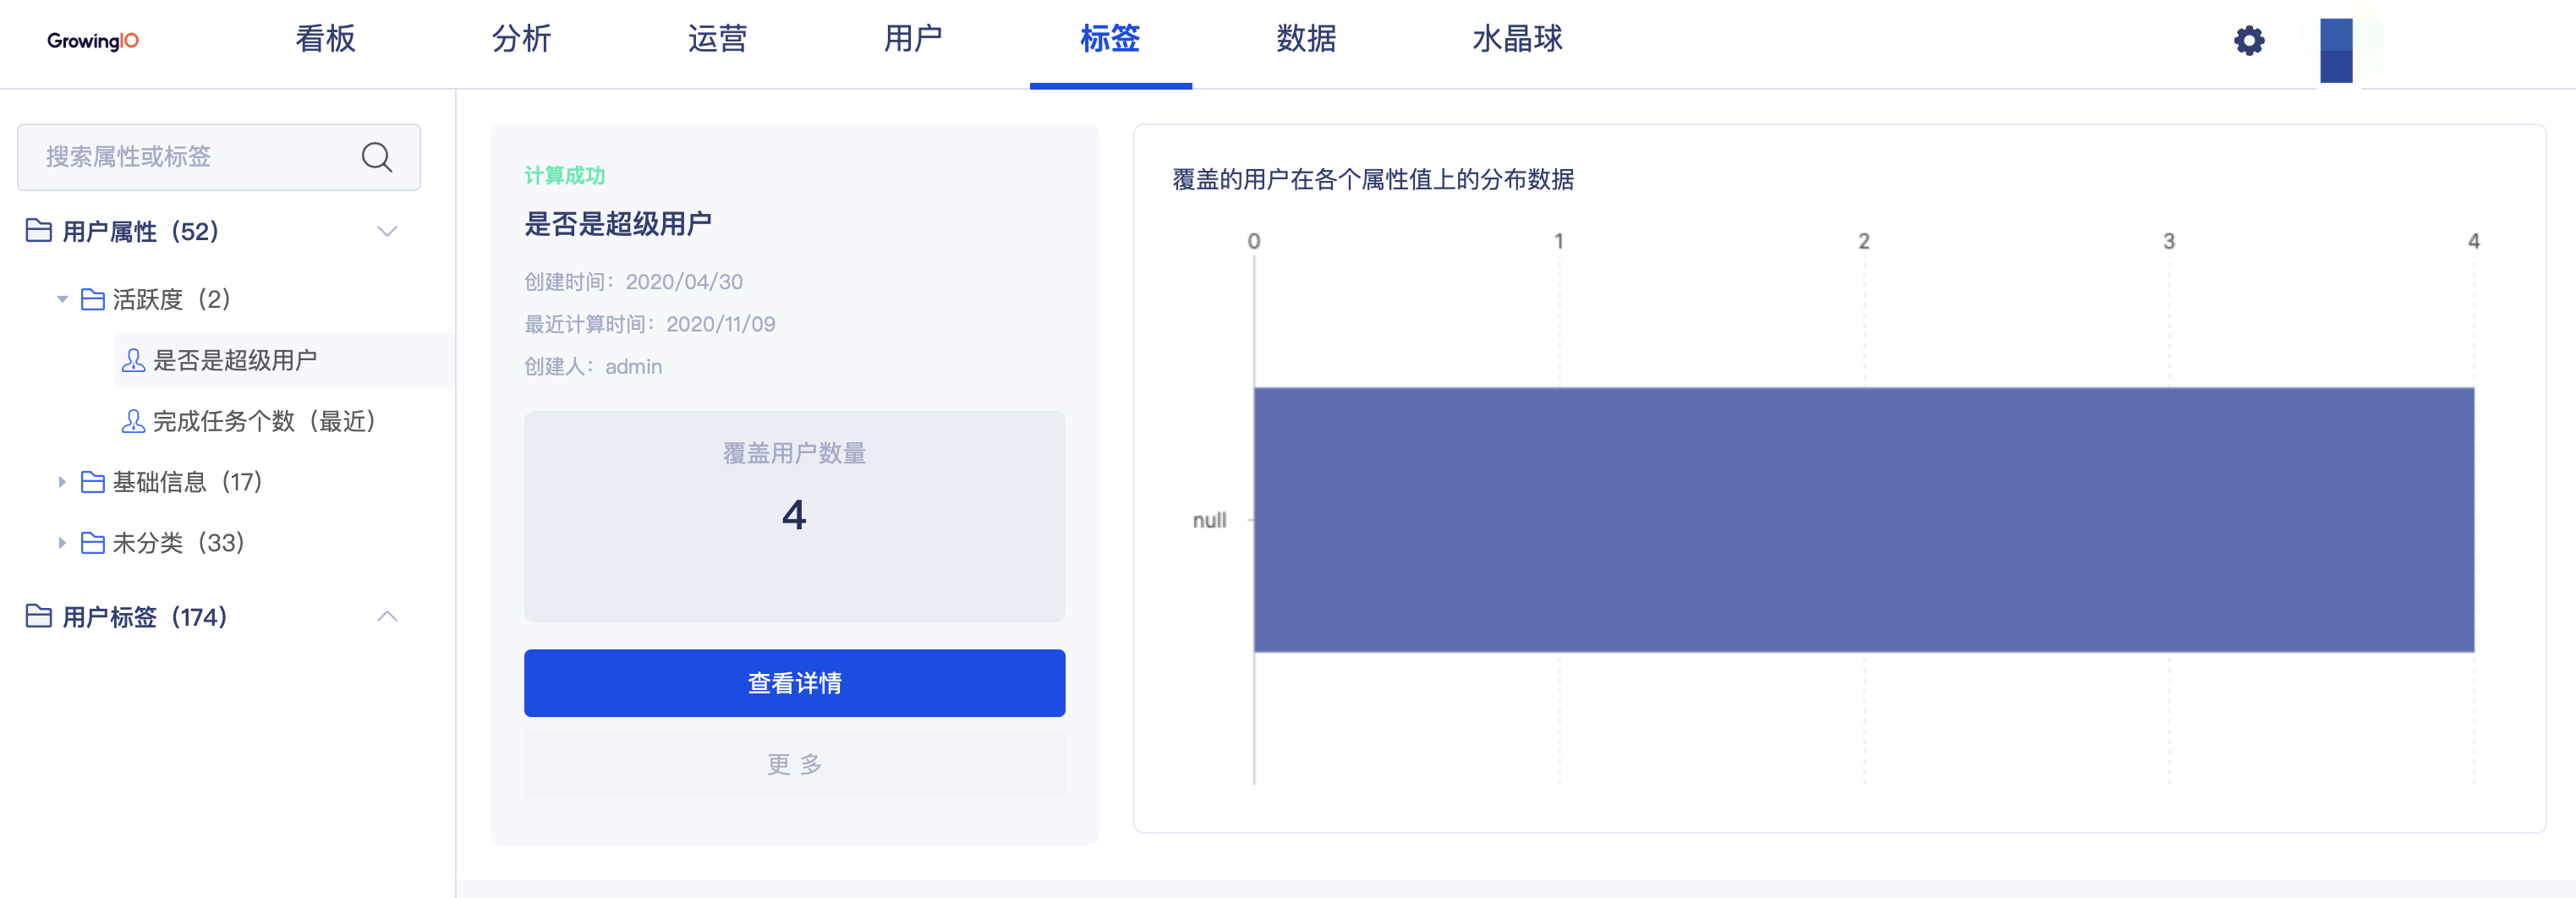 GrowingIO
看板
分析
运营
用户
标签
数据
水晶球
搜索属性或标签
用户属性（52）
活跃度（2）
是否是超级用户
完成任务个数（最近）
基础信息（17）
未分类（33）
用户标签（174）
计算成功
是否是超级用户
创建时间：2020/04/30
最近计算时间：2020/11/09
创建人：admin
覆盖用户数量
4
查看详情
更 多
覆盖的用户在各个属性值上的分布数据
0 1 2 3 4
null